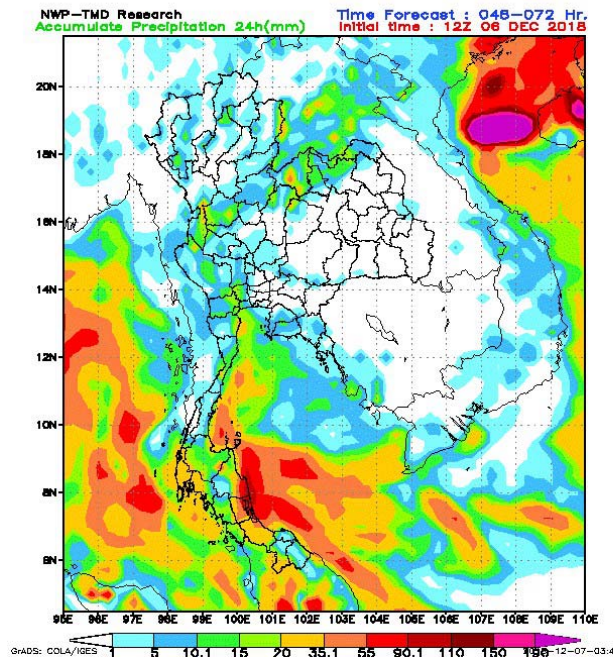 NWP-TMD Research
Time Forecast : 048-072 Hr.
Accumulate Precipitation 24h(mm)
Initial time : 12Z 06 DEC 2018
20N
18N
16N
14N
12N
10N
8N
6N
95E 96E 97E 98E 99E 100E 101E 102E 103E 104E 105E 106E 107E 108E 109E 110E
GrADS: COLA/IGES
1 5 10.1 15 20 35.1 55 90.1 110 150